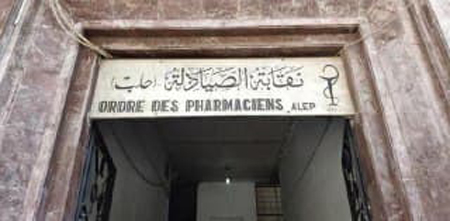 نقابة الصيادلة (حلب)
ORDRE DES PHARMACIENS, ALEP